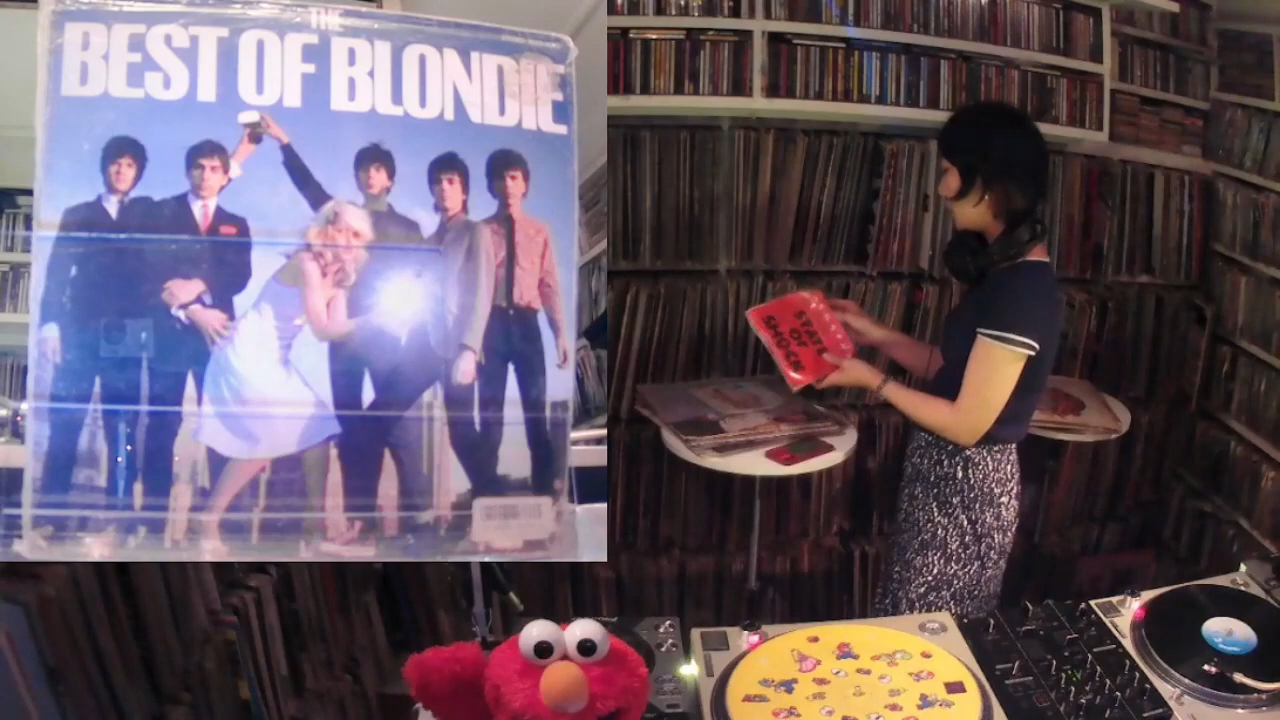 THE
BEST OF BLONDIE
STATE
OF
SHOCK